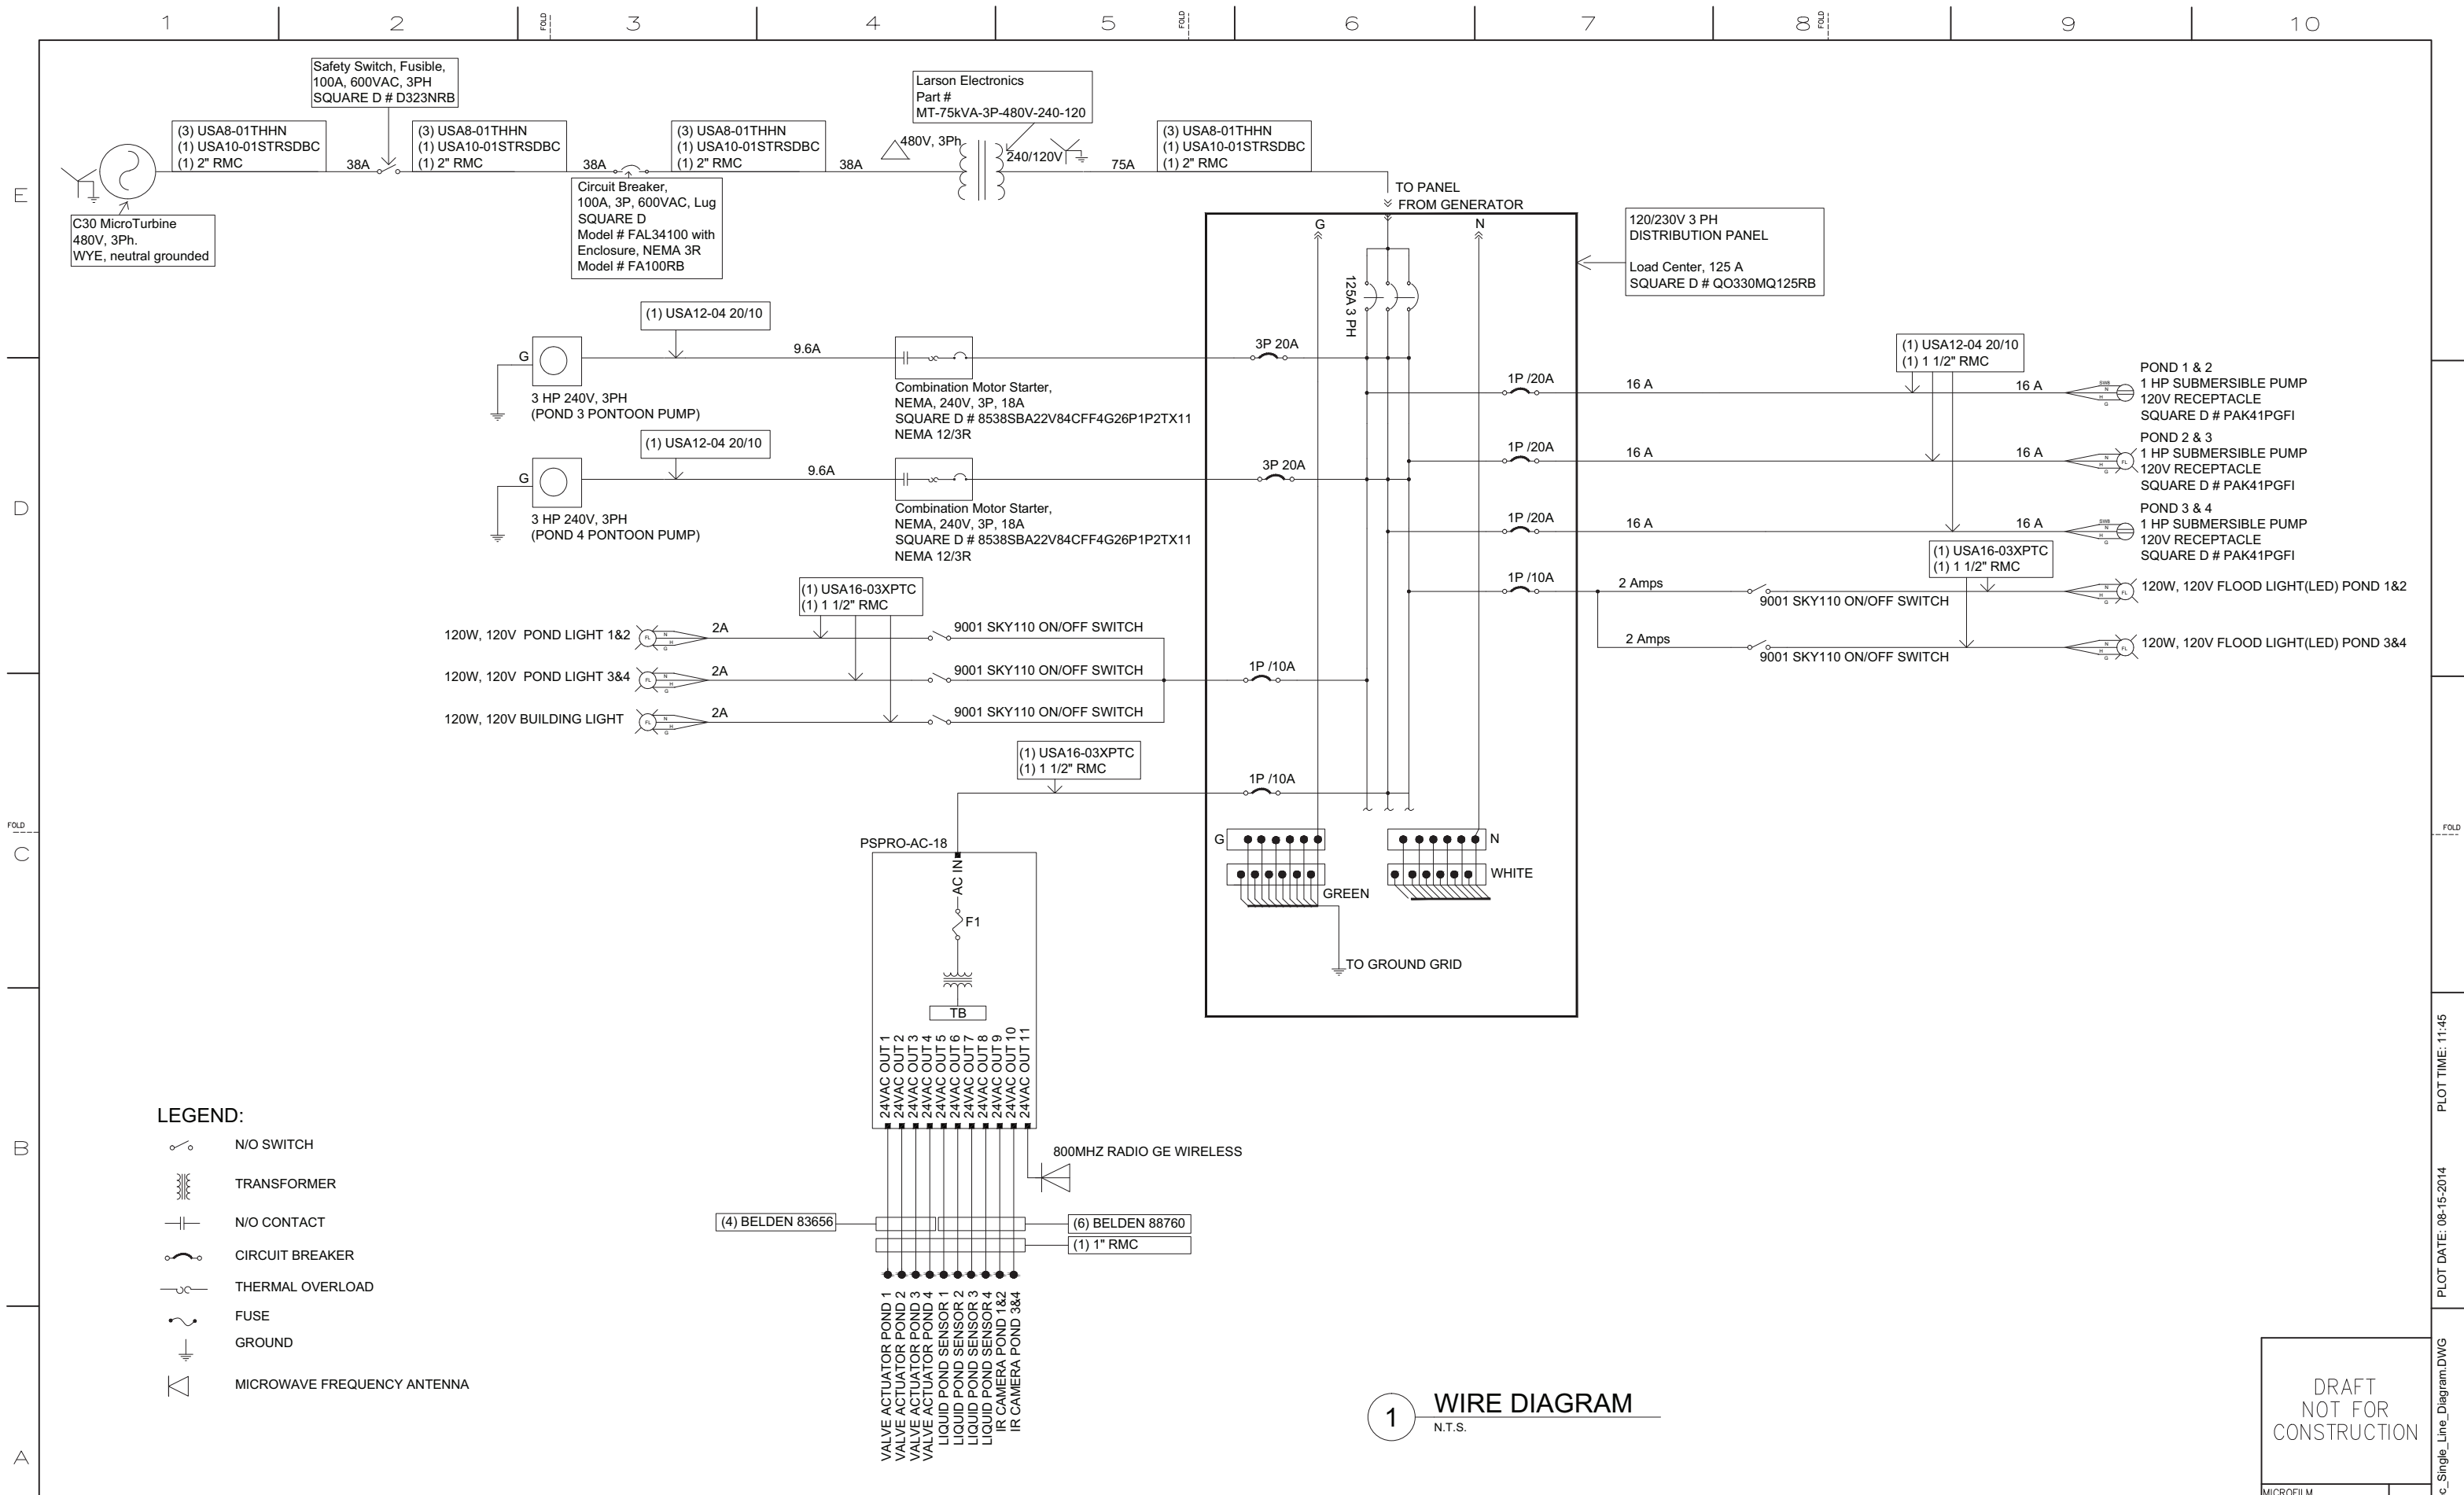 1
2
FOLD
3
4
5
FOLD
6
7
8
FOLD
9
10
Safety Switch, Fusible,
100A, 600VAC, 3PH
SQUARE D # D323NRB
Larson Electronics
Part #
MT-75kVA-3P-480V-240-120
(3) USA8-01THHN
(1) USA10-01STRSDBC
(1) 2" RMC
38A
(3) USA8-01THHN
(1) USA10-01STRSDBC
(1) 2" RMC
38A
(3) USA8-01THHN
(1) USA10-01STRSDBC
(1) 2" RMC
38A
480V, 3Ph
240/120V
75A
(3) USA8-01THHN
(1) USA10-01STRSDBC
(1) 2" RMC
E
C30 MicroTurbine
480V, 3Ph.
WYE, neutral grounded
Circuit Breaker,
100A, 3P, 600VAC, Lug
SQUARE D
Model # FAL34100 with
Enclosure, NEMA 3R
Model # FA100RB
TO PANEL
FROM GENERATOR
G
N
125A 3 PH
120/230V 3 PH
DISTRIBUTION PANEL
Load Center, 125 A
SQUARE D # QO330MQ125RB
(1) USA12-04 20/10
G
9.6A
3P 20A
3 HP 240V, 3PH
(POND 3 PONTOON PUMP)
Combination Motor Starter,
NEMA, 240V, 3P, 18A
SQUARE D # 8538SBA22V84CFF4G26P1P2TX11
NEMA 12/3R
(1) USA12-04 20/10
G
9.6A
3P 20A
3 HP 240V, 3PH
(POND 4 PONTOON PUMP)
Combination Motor Starter,
NEMA, 240V, 3P, 18A
SQUARE D # 8538SBA22V84CFF4G26P1P2TX11
NEMA 12/3R
D
(1) USA12-04 20/10
(1) 1 1/2" RMC
1P /20A
16 A
16 A
SWB
N
H
G
POND 1 & 2
1 HP SUBMERSIBLE PUMP
120V RECEPTACLE
SQUARE D # PAK41PGFI
1P /20A
16 A
16 A
N
H
G
FL
POND 2 & 3
1 HP SUBMERSIBLE PUMP
120V RECEPTACLE
SQUARE D # PAK41PGFI
1P /20A
16 A
16 A
SWB
N
H
G
POND 3 & 4
1 HP SUBMERSIBLE PUMP
120V RECEPTACLE
SQUARE D # PAK41PGFI
(1) USA16-03XPTC
(1) 1 1/2" RMC
1P /10A
2 Amps
9001 SKY110 ON/OFF SWITCH
N
H
G
FL
120W, 120V FLOOD LIGHT(LED) POND 1&2
2 Amps
9001 SKY110 ON/OFF SWITCH
N
H
G
FL
120W, 120V FLOOD LIGHT(LED) POND 3&4
(1) USA16-03XPTC
(1) 1 1/2" RMC
120W, 120V POND LIGHT 1&2
FL
N
H
G
2A
9001 SKY110 ON/OFF SWITCH
120W, 120V POND LIGHT 3&4
FL
N
H
G
2A
9001 SKY110 ON/OFF SWITCH
1P /10A
120W, 120V BUILDING LIGHT
FL
N
H
G
2A
9001 SKY110 ON/OFF SWITCH
(1) USA16-03XPTC
(1) 1 1/2" RMC
1P /10A
FOLD
C
FOLD
G
N
GREEN
WHITE
TO GROUND GRID
PSPRO-AC-18
AC IN
F1
TB
24VAC OUT 1
24VAC OUT 2
24VAC OUT 3
24VAC OUT 4
24VAC OUT 5
24VAC OUT 6
24VAC OUT 7
24VAC OUT 8
24VAC OUT 9
24VAC OUT 10
24VAC OUT 11
800MHZ RADIO GE WIRELESS
(4) BELDEN 83656
(6) BELDEN 88760
(1) 1" RMC
VALVE ACTUATOR POND 1
VALVE ACTUATOR POND 2
VALVE ACTUATOR POND 3
VALVE ACTUATOR POND 4
LIQUID POND SENSOR 1
LIQUID POND SENSOR 2
LIQUID POND SENSOR 3
LIQUID POND SENSOR 4
IR CAMERA POND 1&2
IR CAMERA POND 3&4
B
LEGEND:
N/O SWITCH
TRANSFORMER
N/O CONTACT
CIRCUIT BREAKER
THERMAL OVERLOAD
FUSE
GROUND
MICROWAVE FREQUENCY ANTENNA
A
1
WIRE DIAGRAM
N.T.S.
PLOT TIME: 11:45
PLOT DATE: 08-15-2014
c_Single_Line_Diagram.DWG
DRAFT
NOT FOR
CONSTRUCTION
MICROFILM